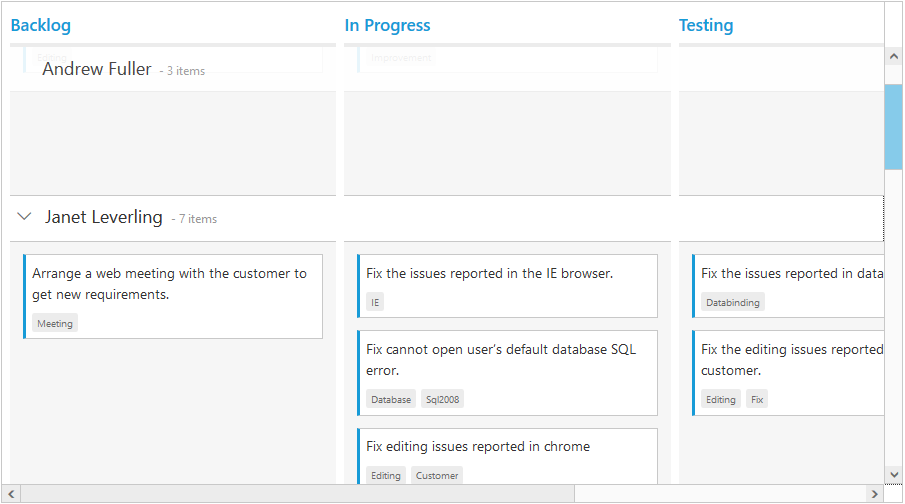 Backlog
In Progress
Testing
Improvement
Andrew Fuller - 3 items
Janet Leverling - 7 items
Arrange a web meeting with the customer to
get new requirements.
Meeting
Fix the issues reported in the IE browser.
IE
Fix cannot open user's default database SQL
error.
Database Sql2008
Fix editing issues reported in chrome
Editing Customer
Fix the issues reported in data
Databinding
Fix the editing issues reported
customer.
Editing Fix